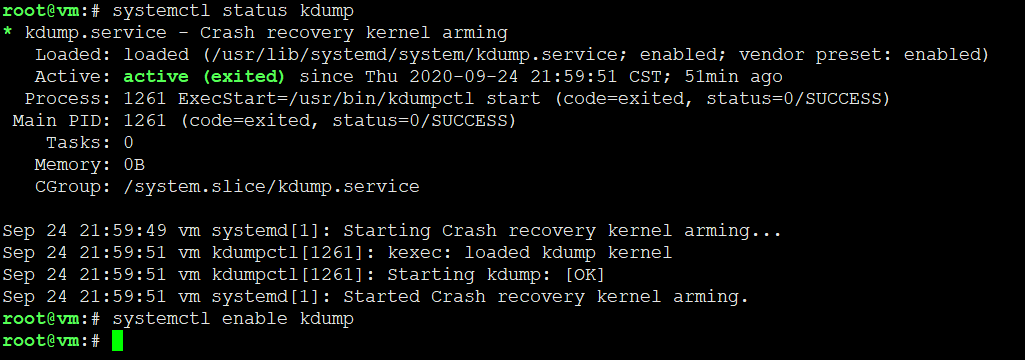 root@vm:# systemctl status kdump
* kdump.service - Crash recovery kernel arming
Loaded: loaded (/usr/lib/systemd/system/kdump.service; enabled; vendor preset: enabled)
Active: active (exited) since Thu 2020-09-24 21:59:51 CST; 51min ago
Process: 1261 ExecStart=/usr/bin/kdumpctl start (code=exited, status=0/SUCCESS)
Main PID: 1261 (code=exited, status=0/SUCCESS)
Tasks: 0
Memory: 0B
CGroup: /system.slice/kdump.service
Sep 24 21:59:49 vm systemd[1]: Starting Crash recovery kernel arming...
Sep 24 21:59:51 vm kdumpctl[1261]: kexec: loaded kdump kernel
Sep 24 21:59:51 vm kdumpctl[1261]: Starting kdump: [OK]
Sep 24 21:59:51 vm systemd[1]: Started Crash recovery kernel arming.
root@vm:# systemctl enable kdump
root@vm:#